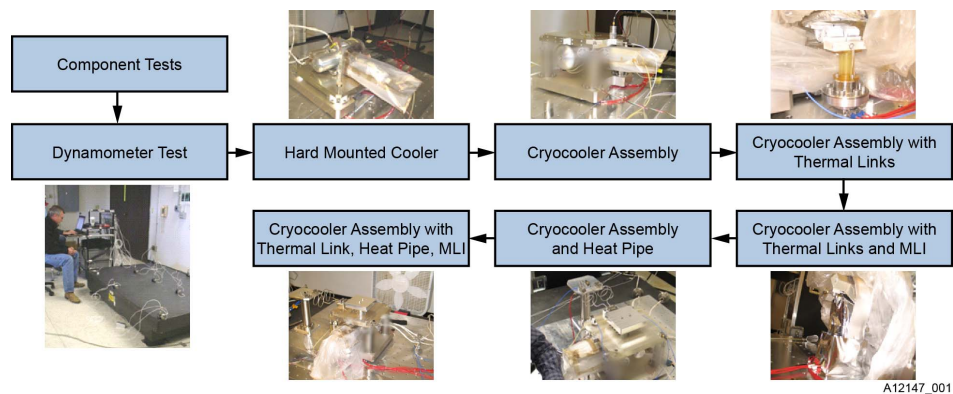 Component Tests
Dynamometer Test
Hard Mounted Cooler
Cryocooler Assembly
Cryocooler Assembly with
Thermal Links
Cryocooler Assembly with
Thermal Links and MLI
Cryocooler Assembly
and Heat Pipe
Cryocooler Assembly with
Thermal Link, Heat Pipe, MLI
A12147_001